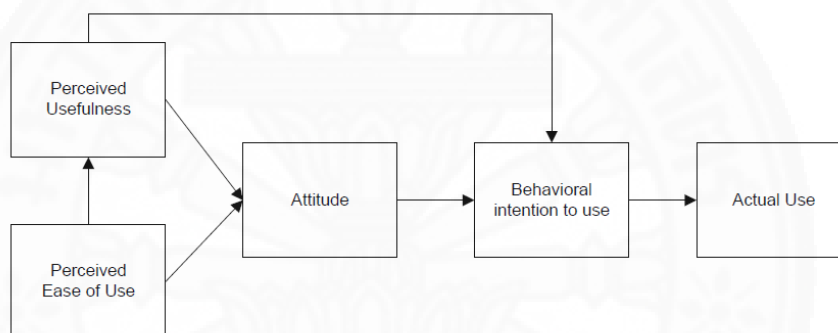 Perceived
Usefulness
Attitude
Behavioral
intention to use
Actual Use
Perceived
Ease of Use